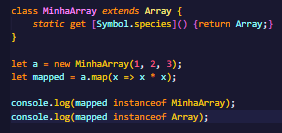 class MinhaArray extends Array {
    static get [Symbol.species]() {return Array;}
}

let a = new MinhaArray(1, 2, 3);
let mapped = a.map(x => x * x);

console.log(mapped instanceof MinhaArray);
console.log(mapped instanceof Array);